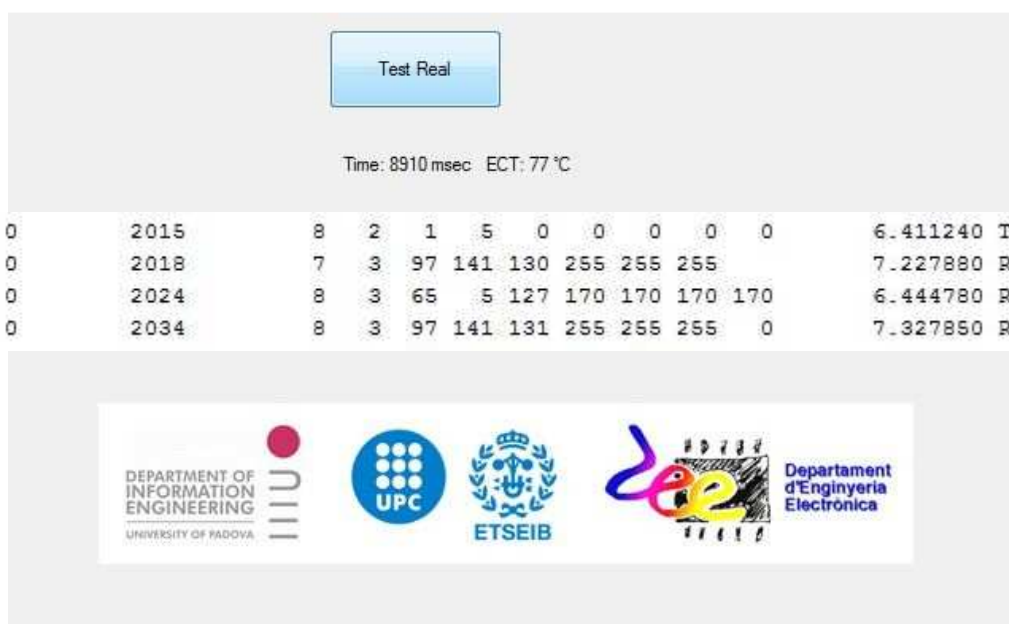 Test Real
Time: 8910 msec ECT: 77 ℃
0 2015 8 2 1 5 0 0 0 0 0 6.411240 T
0 2018 7 3 97 141 130 255 255 255 7.227880 R
0 2024 8 3 65 5 127 170 170 170 170 6.444780 R
0 2034 8 3 97 141 131 255 255 255 0 7.327850 R
DEPARTMENT OF
INFORMATION
ENGINEERING
UNIVERSITY OF PADOVA
UPC
ETSEIB
dee
Departament
d'Enginyeria
Electrònica